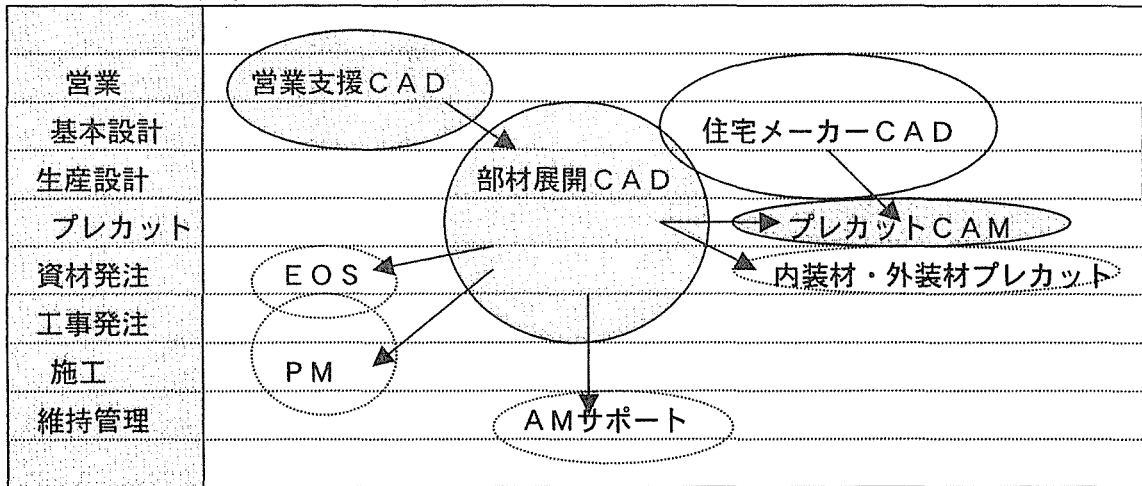 営業
営業支援CAD
基本設計
住宅メーカーCAD
生産設計
部材展開CAD
プレカット
プレカットCAM
資材発注
EOS
内装材・外装材プレカット
工事発注
施工
PM
維持管理
AMサポート